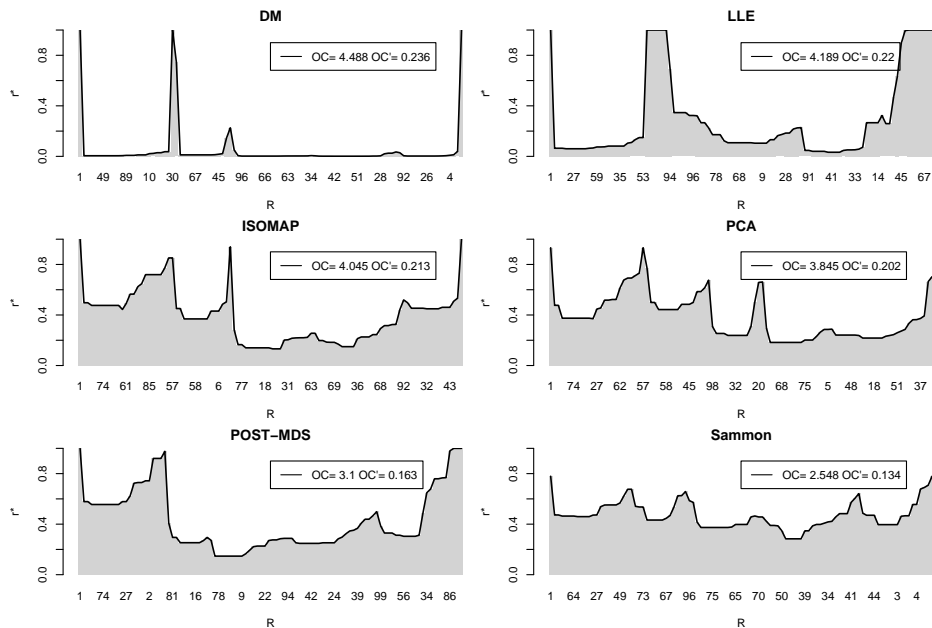 DM
r*
0.8
0.4
0.0
OC= 4.488 OC'= 0.236
1 49 89 10 30 67 45 96 66 63 34 42 51 28 92 26 4
R
LLE
r*
0.8
0.4
0.0
OC= 4.189 OC'= 0.22
1 27 59 35 53 94 96 78 68 9 28 91 41 33 14 45 67
R
ISOMAP
r*
0.8
0.4
0.0
OC= 4.045 OC'= 0.213
1 74 61 85 57 58 6 77 18 31 63 69 36 68 92 32 43
R
PCA
r*
0.8
0.4
0.0
OC= 3.845 OC'= 0.202
1 74 27 62 57 58 45 98 32 20 68 75 5 48 18 51 37
R
POST−MDS
r*
0.8
0.4
0.0
OC= 3.1 OC'= 0.163
1 74 27 2 81 16 78 9 22 94 42 24 39 99 56 34 86
R
Sammon
r*
0.8
0.4
0.0
OC= 2.548 OC'= 0.134
1 64 27 49 73 67 96 75 65 70 51 39 34 41 44 3 4
R